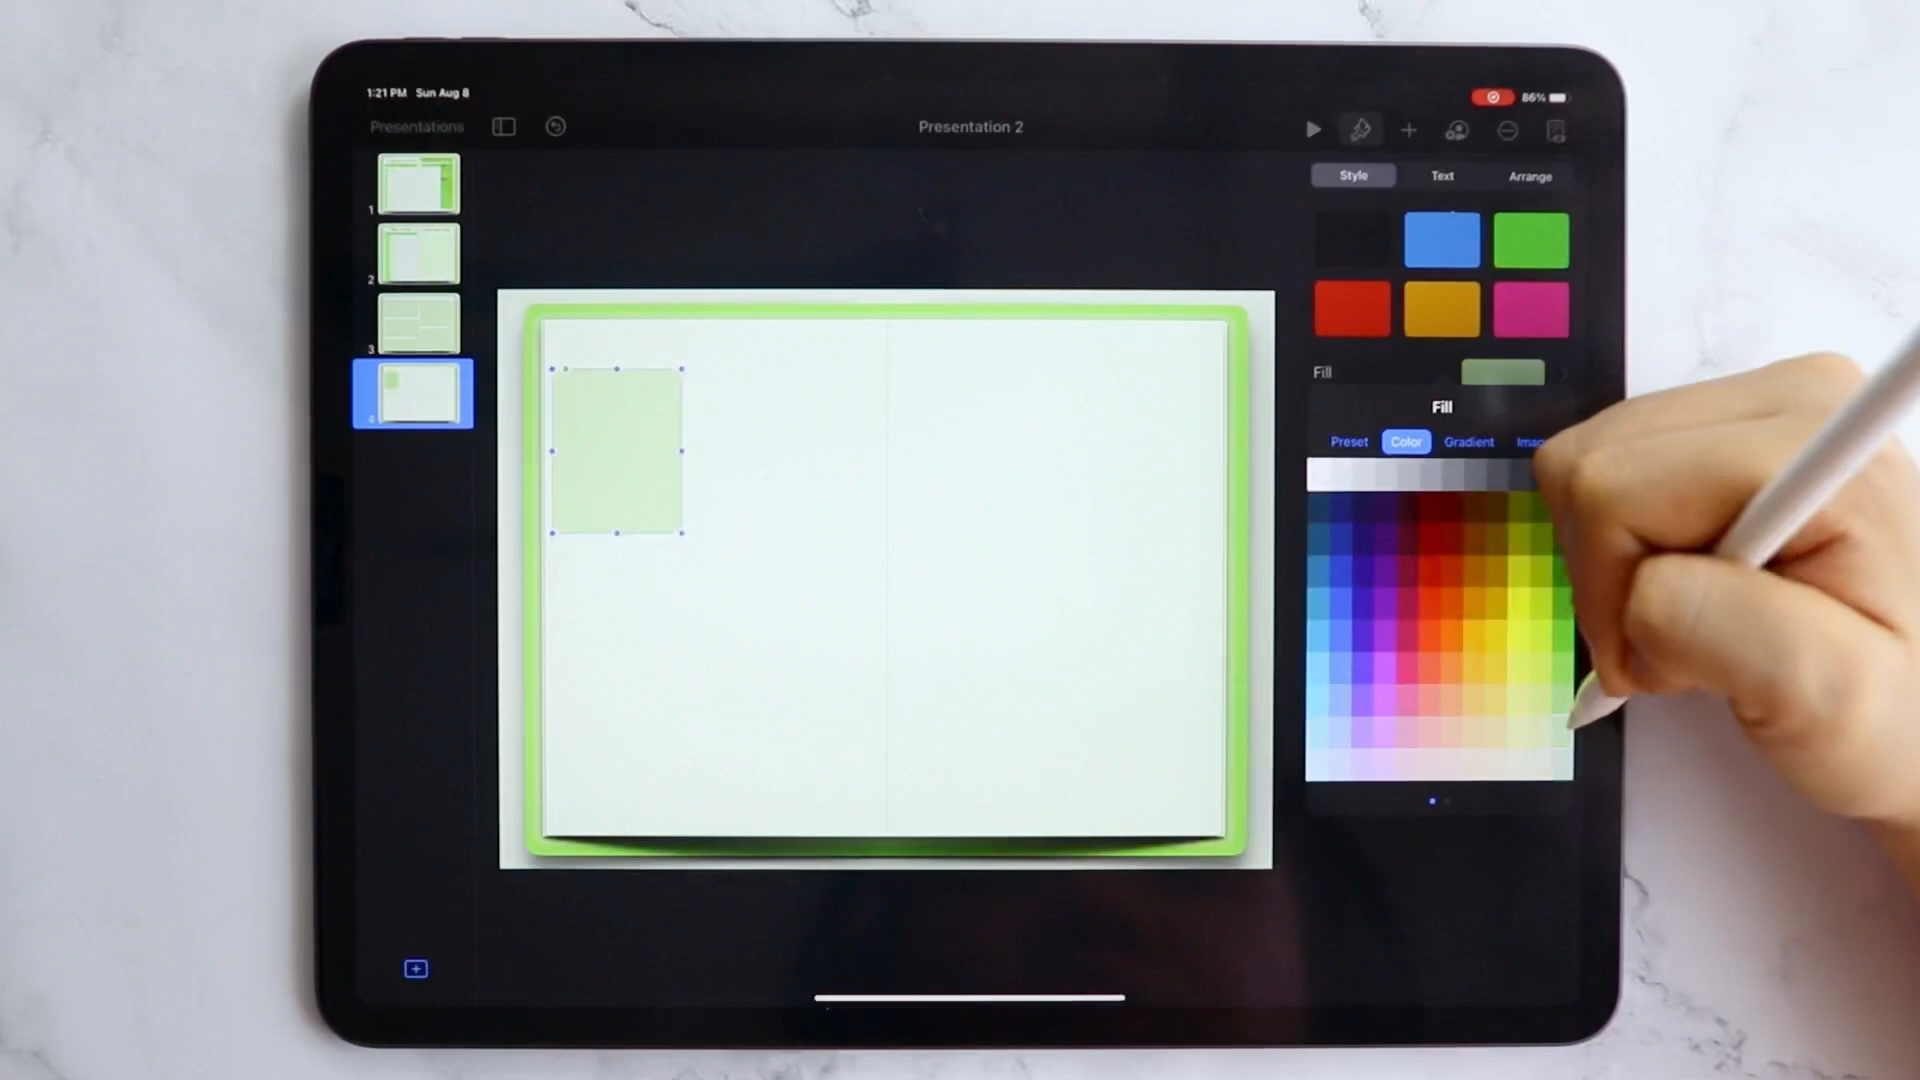 1:21 PM Sun Aug 8
86%
Presentations
Presentation 2
Style Text Arrange
1
2
3
4
Fill
Fill
Preset Color Gradient